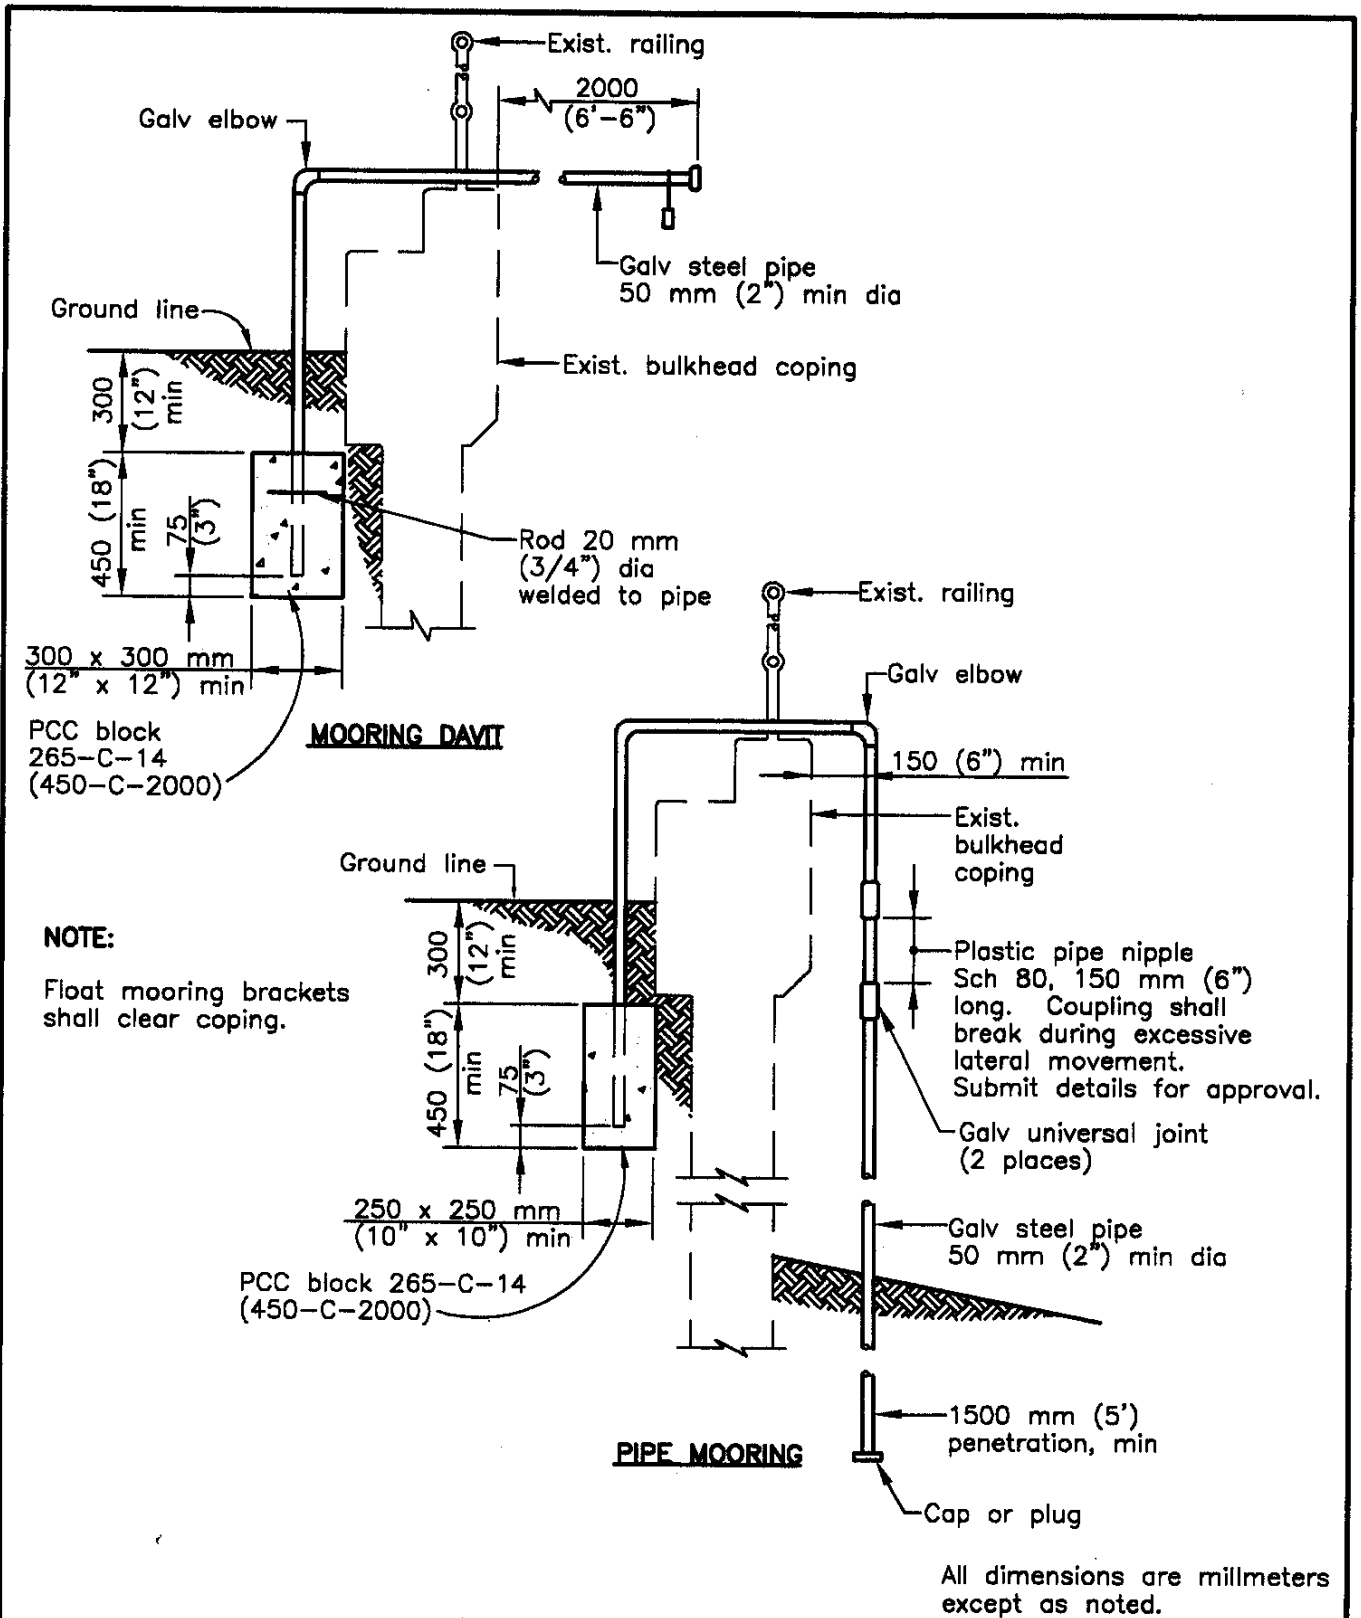 Exist. railing
2000
(6'-6")
Galv elbow
Galv steel pipe
50 mm (2") min dia
Ground line
Exist. bulkhead coping
300
(12")
min
450 (18")
min
75
(3")
Rod 20 mm
(3/4") dia
welded to pipe
300 x 300 mm
(12" x 12") min
PCC block
265-C-14
(450-C-2000)
MOORING DAVIT
Exist. railing
Galv elbow
150 (6") min
Exist.
bulkhead
coping
Ground line
NOTE:
Float mooring brackets
shall clear coping.
300
(12")
min
450 (18")
min
75
(3")
Plastic pipe nipple
Sch 80, 150 mm (6")
long. Coupling shall
break during excessive
lateral movement.
Submit details for approval.
Galv universal joint
(2 places)
250 x 250 mm
(10" x 10") min
PCC block 265-C-14
(450-C-2000)
Galv steel pipe
50 mm (2") min dia
1500 mm (5')
penetration, min
PIPE MOORING
Cap or plug
All dimensions are millmeters
except as noted.